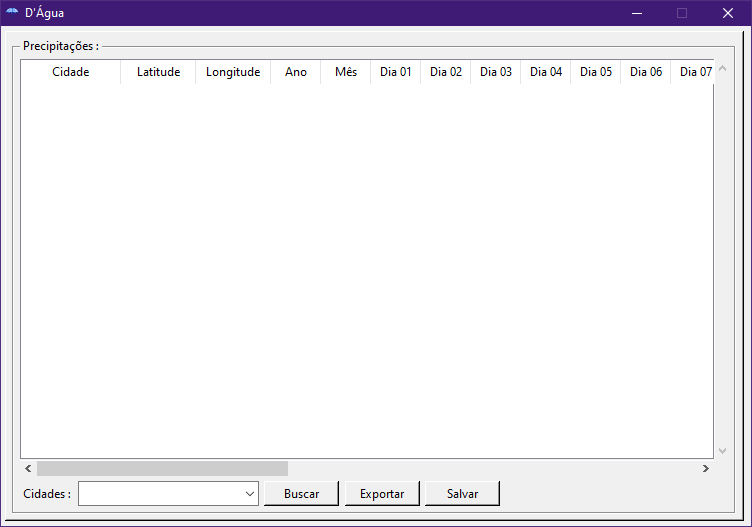 D'Água
Precipitações :
Cidade Latitude Longitude Ano Mês Dia 01 Dia 02 Dia 03 Dia 04 Dia 05 Dia 06 Dia 07
Cidades : Buscar Exportar Salvar